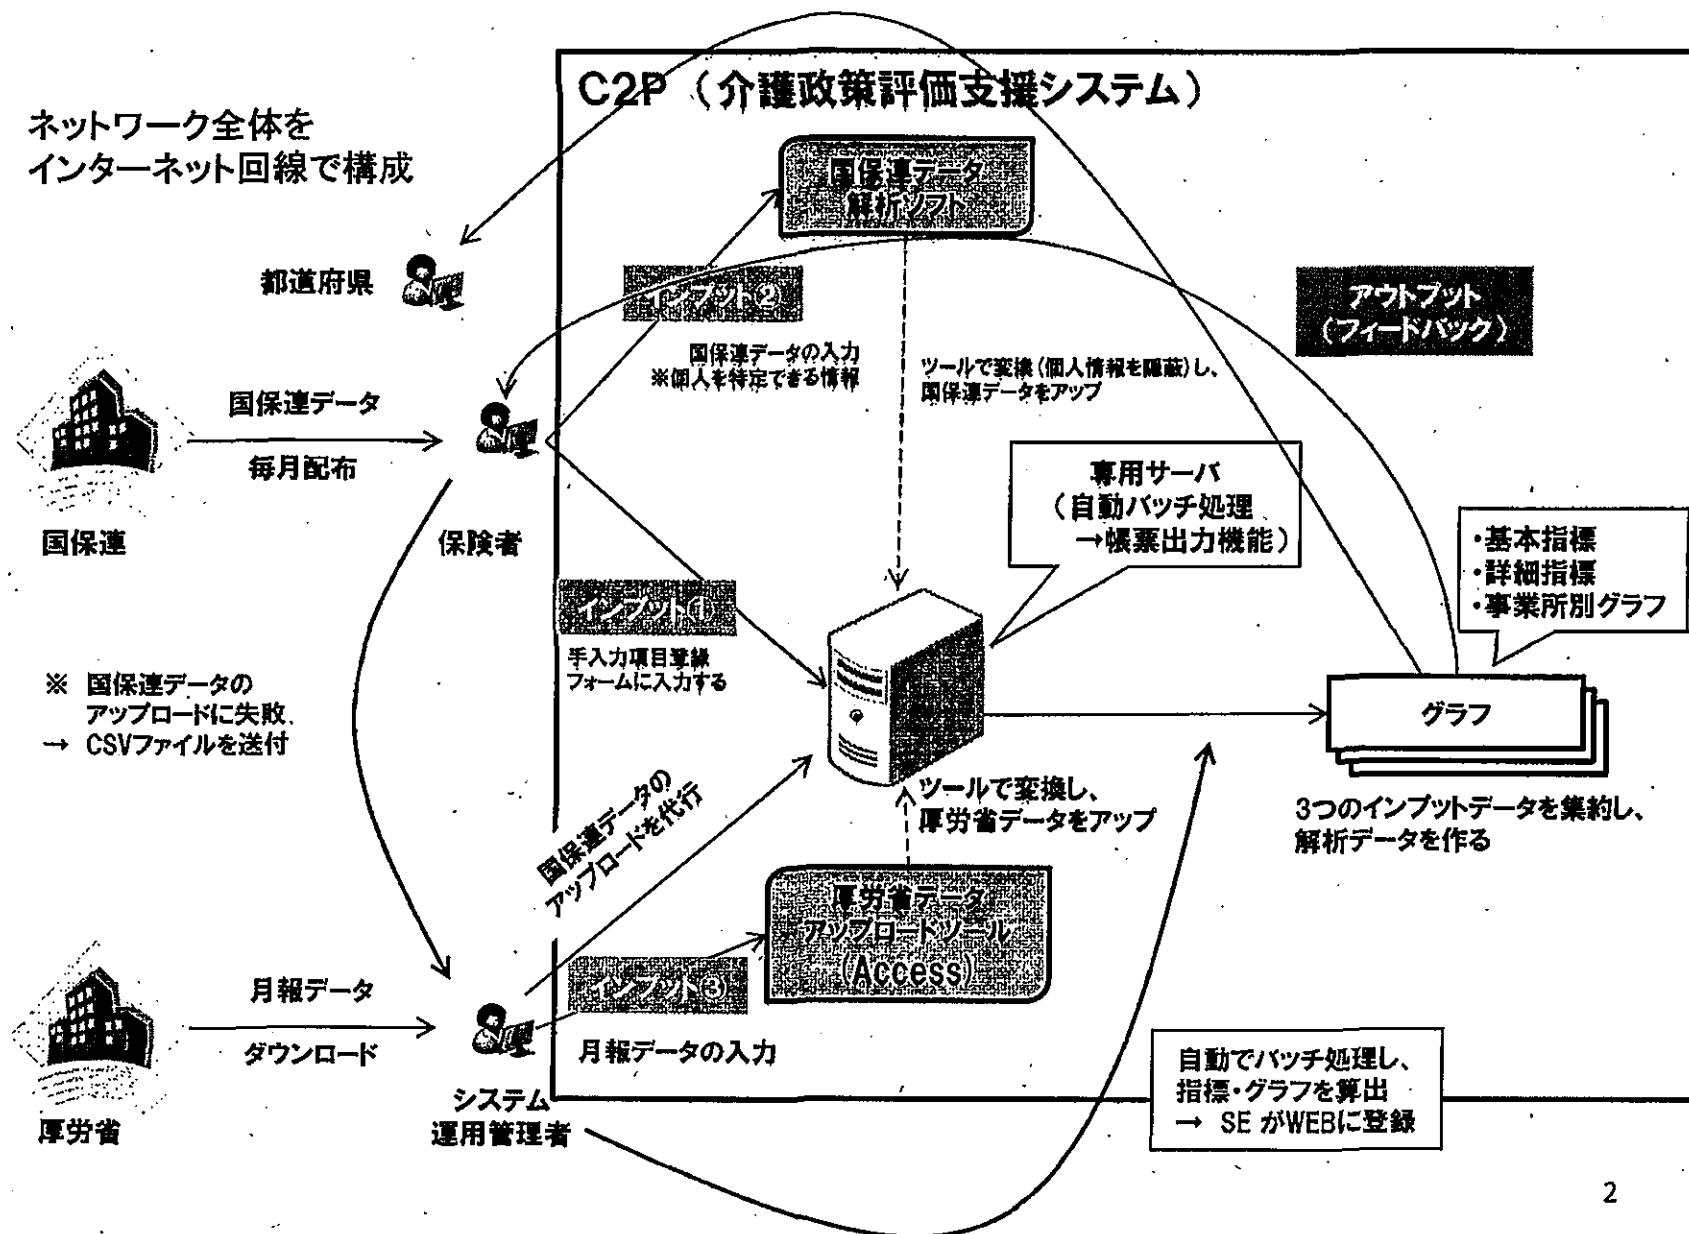 C2P（介護政策評価支援システム）
ネットワーク全体を
インターネット回線で構成
国保連データ
解析ソフト
都道府県
インプット②
アウトプット
（フィードバック）
国保連データの入力
※個人を特定できる情報
ツールで変換（個人情報を隠蔽）し、
国保連データをアップ
国保連データ
毎月配布
国保連
保険者
専用サーバ
（自動バッチ処理
→帳票出力機能）
・基本指標
・詳細指標
・事業所別グラフ
インプット①
手入力項目登録
フォームに入力する
※ 国保連データの
アップロードに失敗
→ CSVファイルを送付
グラフ
3つのインプットデータを集約し、
解析データを作る
国保連データの
アップロードを代行
ツールで変換し、
厚労省データをアップ
厚労省データ
アップロードツール
(Access)
インプット③
月報データの入力
月報データ
ダウンロード
厚労省
システム
運用管理者
自動でバッチ処理し、
指標・グラフを算出
→ SE がWEBに登録
2